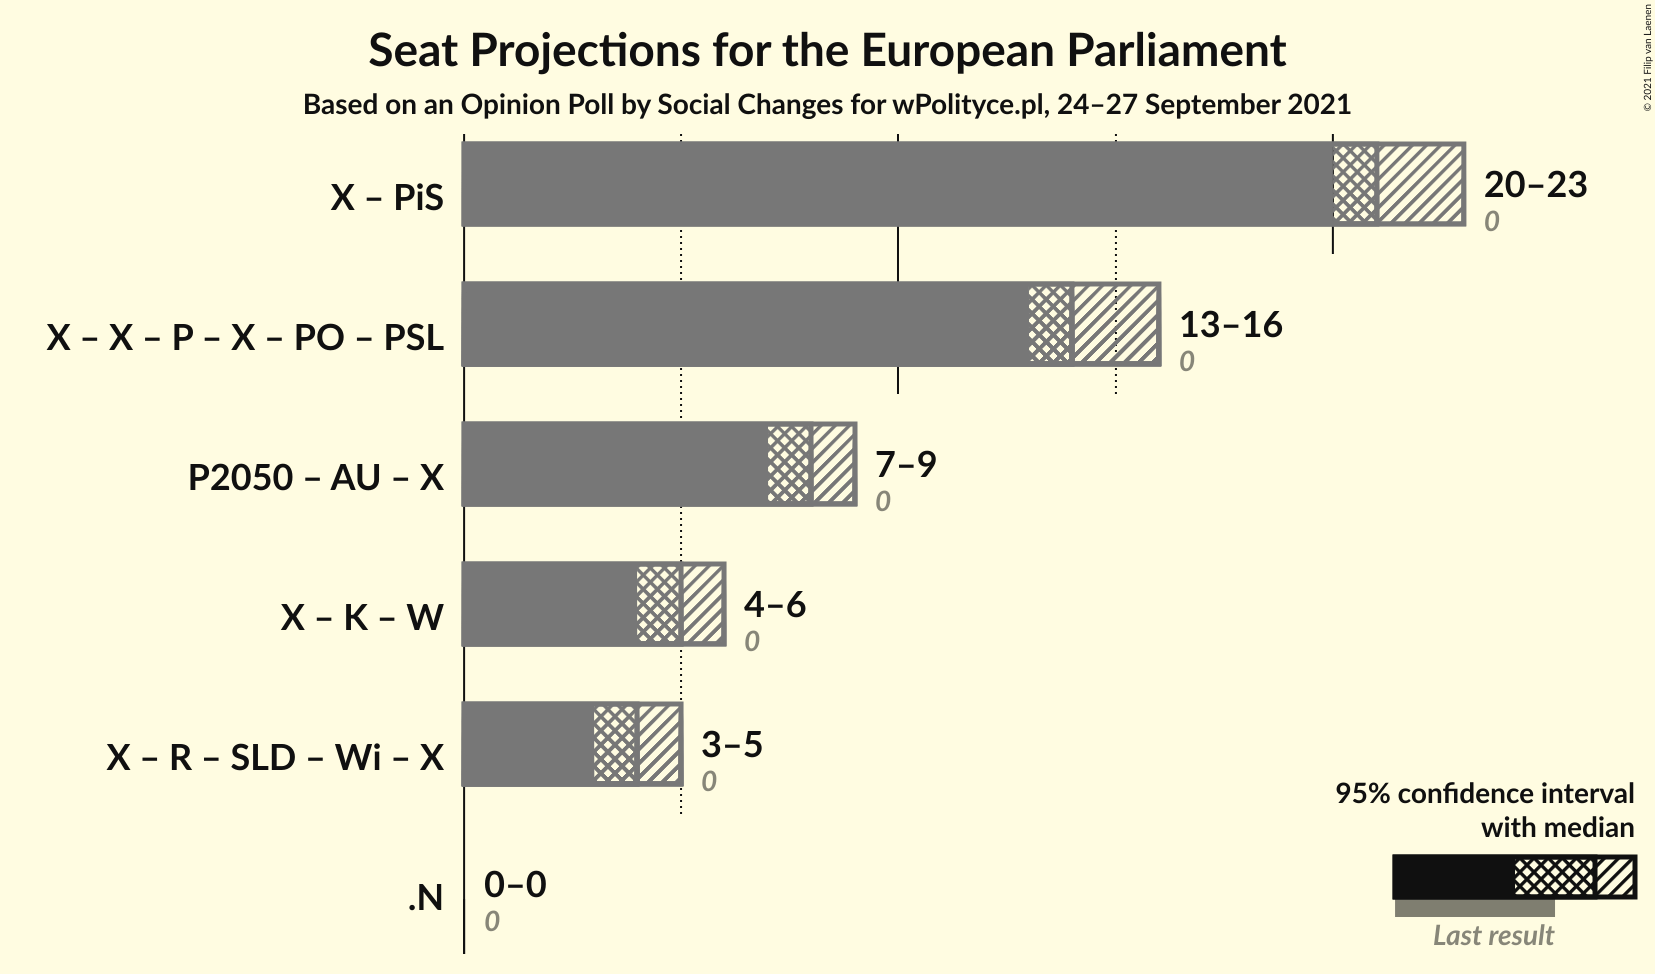 Seat Projections for the European Parliament
Based on an Opinion Poll by Social Changes for wPolityce.pl, 24–27 September 2021
© 2021 Filip van Laenen
X – PiS
20–23
0
X – X – P – X – PO – PSL
13–16
0
P2050 – AU – X
7–9
0
X – K – W
4–6
0
X – R – SLD – Wi – X
3–5
0
.N
0–0
0
95% confidence interval
with median
Last result